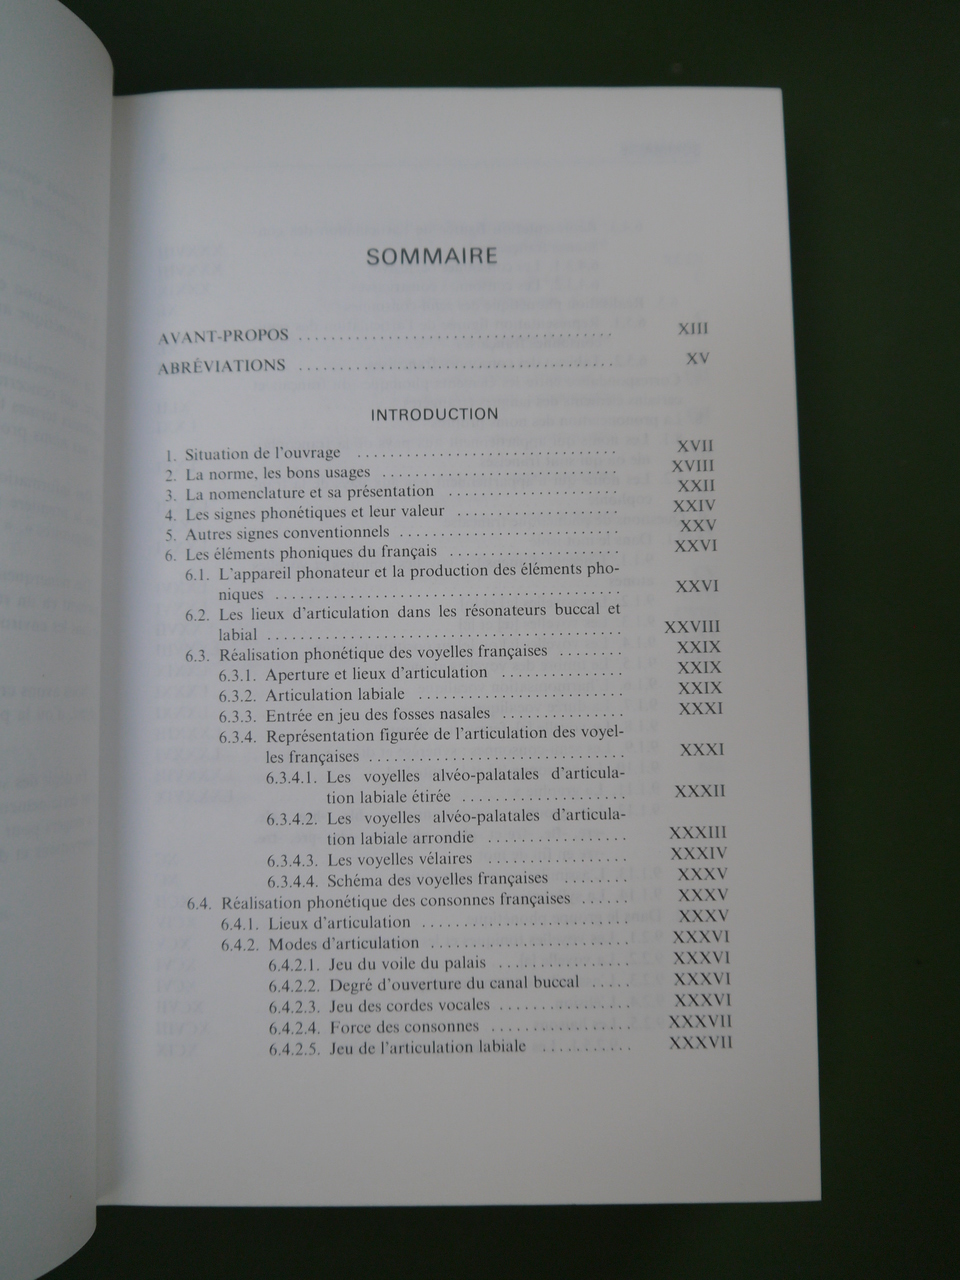 SOMMAIRE
AVANT-PROPOS ................................... XIII
ABRÉVIATIONS ................................... XV
INTRODUCTION
1. Situation de l'ouvrage ............................ XVII
2. La norme, les bons usages ......................... XVIII
3. La nomenclature et sa présentation .................. XXII
4. Les signes phonétiques et leur valeur ................. XXIV
5. Autres signes conventionnels ........................ XXV
6. Les éléments phoniques du français .................. XXVI
6.1. L'appareil phonateur et la production des éléments pho-
niques ..................................... XXVI
6.2. Les lieux d'articulation dans les résonateurs buccal et
labial ...................................... XXVIII
6.3. Réalisation phonétique des voyelles françaises ........ XXIX
6.3.1. Aperture et lieux d'articulation ............. XXIX
6.3.2. Articulation labiale ...................... XXIX
6.3.3. Entrée en jeu des fosses nasales ............. XXXI
6.3.4. Représentation figurée de l'articulation des voyel-
les françaises ............................ XXXI
6.3.4.1. Les voyelles alvéo-palatales d'articula-
tion labiale étirée .................... XXXII
6.3.4.2. Les voyelles alvéo-palatales d'articula-
tion labiale arrondie ................. XXXIII
6.3.4.3. Les voyelles vélaires ................. XXXIV
6.3.4.4. Schéma des voyelles françaises ........ XXXV
6.4. Réalisation phonétique des consonnes françaises ...... XXXV
6.4.1. Lieux d'articulation ...................... XXXV
6.4.2. Modes d'articulation ..................... XXXVI
6.4.2.1. Jeu du voile du palais ............... XXXVI
6.4.2.2. Degré d'ouverture du canal buccal ..... XXXVI
6.4.2.3. Jeu des cordes vocales ............... XXXVI
6.4.2.4. Force des consonnes ................. XXXVII
6.4.2.5. Jeu de l'articulation labiale ........... XXXVII